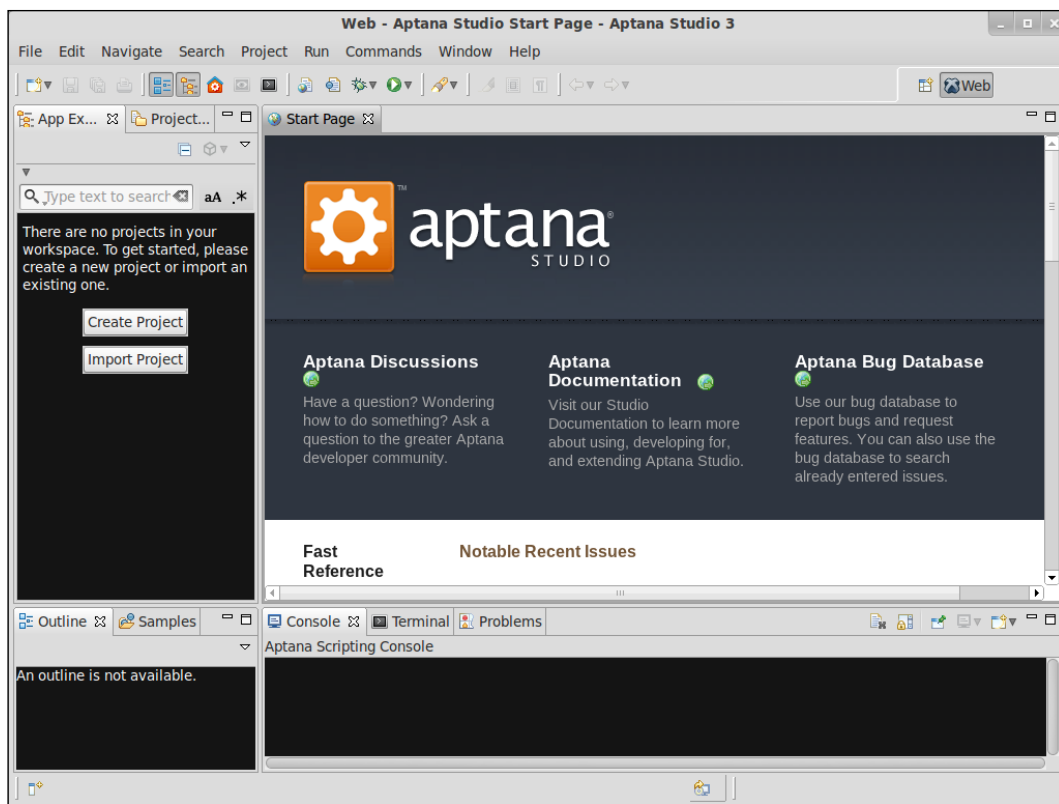 Web - Aptana Studio Start Page - Aptana Studio 3
File Edit Navigate Search Project Run Commands Window Help
Web
App Ex... Project... Start Page
Type text to search aA .*
There are no projects in your
workspace. To get started, please
create a new project or import an
existing one.
Create Project
Import Project
™
aptana®
STUDIO
Aptana Discussions
Have a question? Wondering
how to do something? Ask a
question to the greater Aptana
developer community.
Aptana
Documentation
Visit our Studio
Documentation to learn more
about using, developing for,
and extending Aptana Studio.
Aptana Bug Database
Use our bug database to
report bugs and request
features. You can also use the
bug database to search
already entered issues.
Fast
Reference
Notable Recent Issues
Outline Samples
An outline is not available.
Console Terminal Problems
Aptana Scripting Console